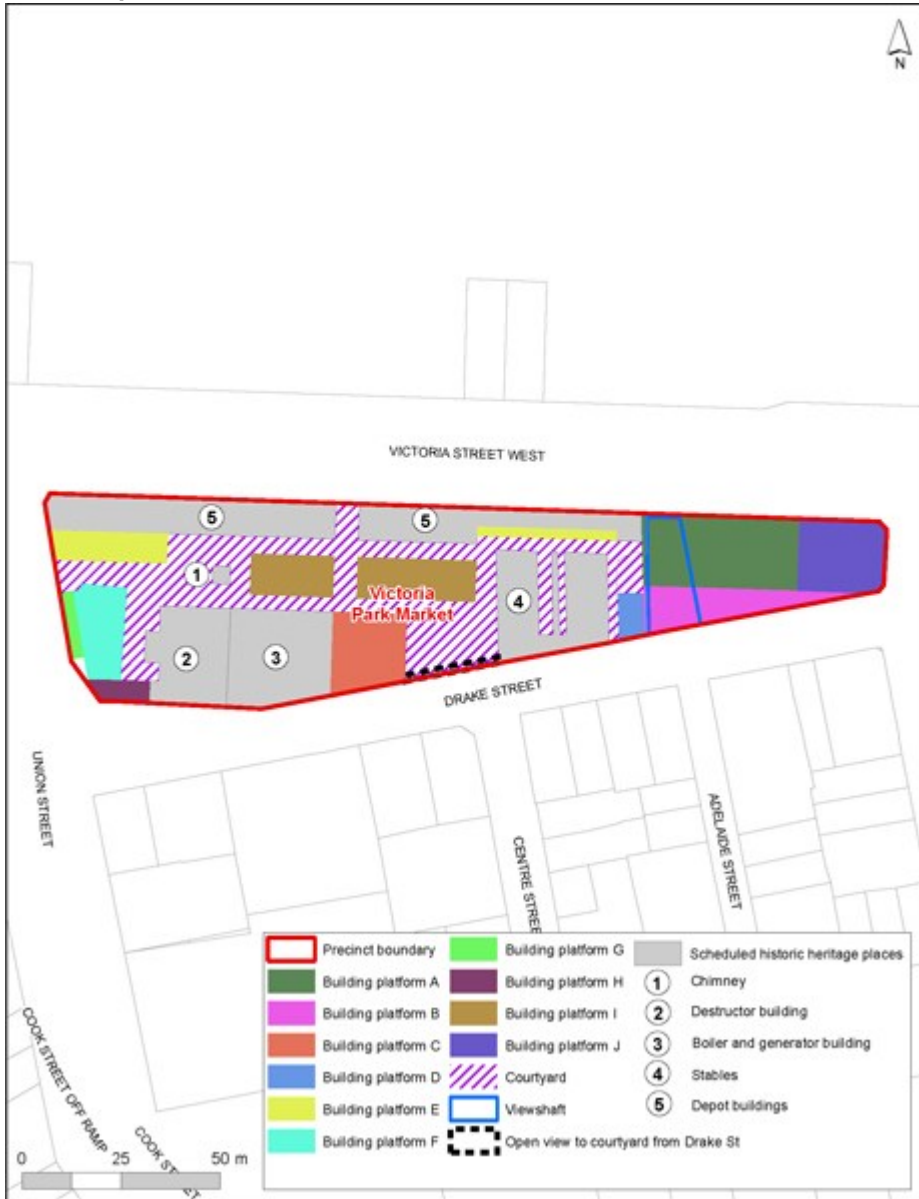 N
VICTORIA STREET WEST
5
5
1
Victoria
Park Market
4
2
3
DRAKE STREET
UNION STREET
CENTRE STREE
ADELAIDE STREET
COOK STREET OFF RAMP
COOK STREET
0 25 50 m
Precinct boundary
Building platform A
Building platform B
Building platform C
Building platform D
Building platform E
Building platform F
Building platform G
Building platform H
Building platform I
Building platform J
Courtyard
Viewshaft
Open view to courtyard from Drake St
Scheduled historic heritage places
1 Chimney
2 Destructor building
3 Boiler and generator building
4 Stables
5 Depot buildings